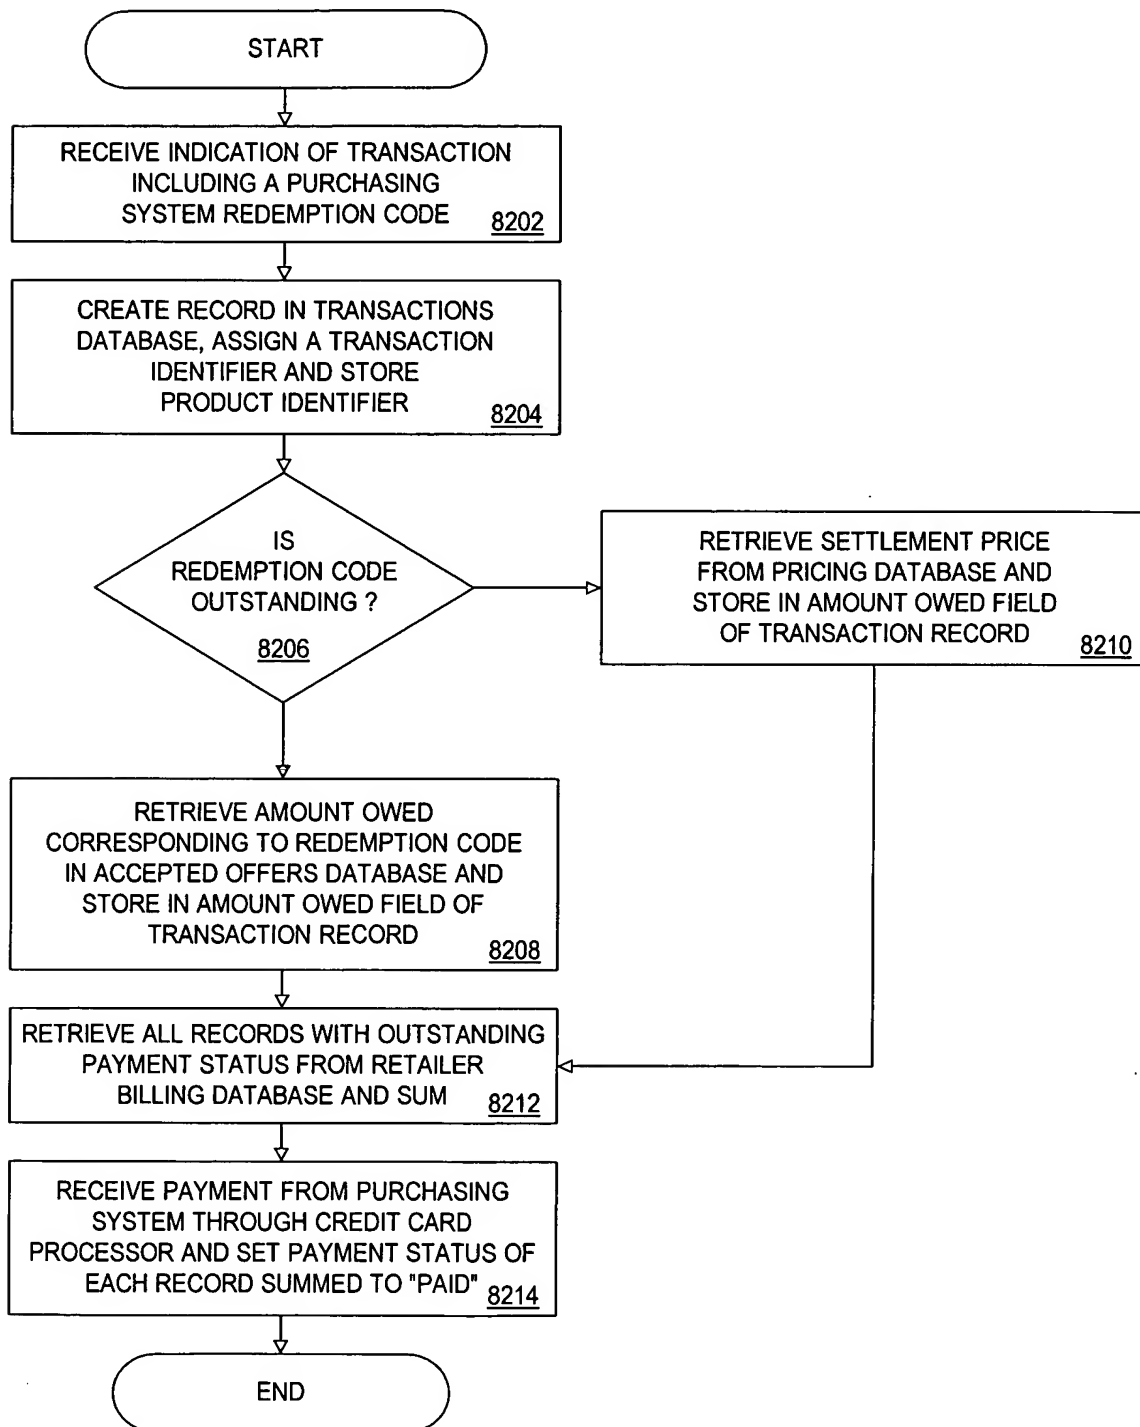 START
RECEIVE INDICATION OF TRANSACTION
INCLUDING A PURCHASING
SYSTEM REDEMPTION CODE
8202
CREATE RECORD IN TRANSACTIONS
DATABASE, ASSIGN A TRANSACTION
IDENTIFIER AND STORE
PRODUCT IDENTIFIER
8204
IS
REDEMPTION CODE
OUTSTANDING ?
8206
RETRIEVE SETTLEMENT PRICE
FROM PRICING DATABASE AND
STORE IN AMOUNT OWED FIELD
OF TRANSACTION RECORD
8210
RETRIEVE AMOUNT OWED
CORRESPONDING TO REDEMPTION CODE
IN ACCEPTED OFFERS DATABASE AND
STORE IN AMOUNT OWED FIELD OF
TRANSACTION RECORD
8208
RETRIEVE ALL RECORDS WITH OUTSTANDING
PAYMENT STATUS FROM RETAILER
BILLING DATABASE AND SUM
8212
RECEIVE PAYMENT FROM PURCHASING
SYSTEM THROUGH CREDIT CARD
PROCESSOR AND SET PAYMENT STATUS OF
EACH RECORD SUMMED TO "PAID"
8214
END